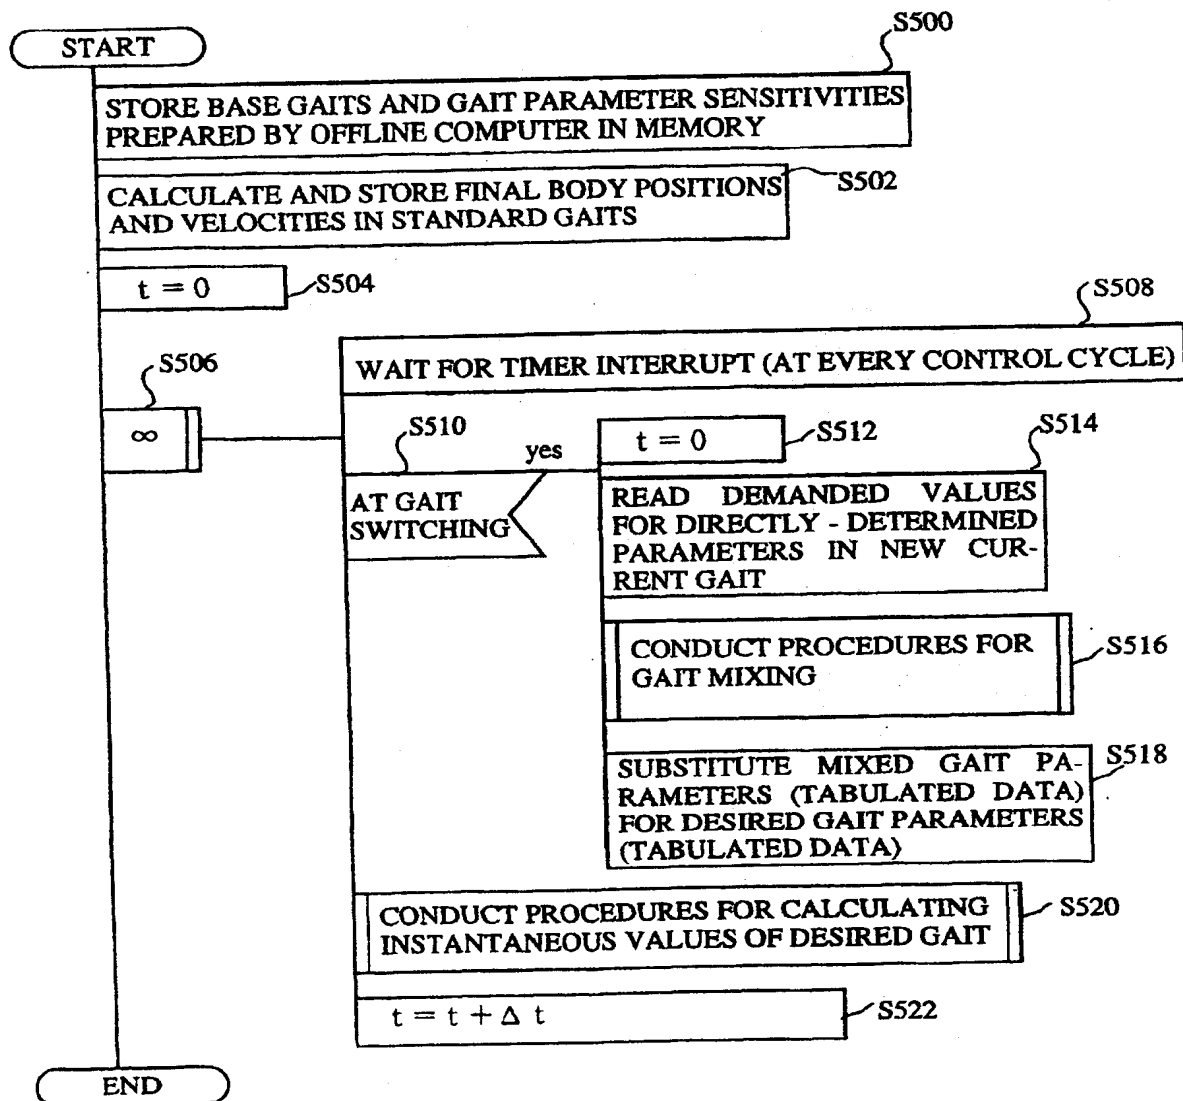 START
S500
STORE BASE GAITS AND GAIT PARAMETER SENSITIVITIES
PREPARED BY OFFLINE COMPUTER IN MEMORY
S502
CALCULATE AND STORE FINAL BODY POSITIONS
AND VELOCITIES IN STANDARD GAITS
t = 0
S504
S508
WAIT FOR TIMER INTERRUPT (AT EVERY CONTROL CYCLE)
S506
∞
S510
yes
AT GAIT
SWITCHING
t = 0
S512
S514
READ DEMANDED VALUES
FOR DIRECTLY - DETERMINED
PARAMETERS IN NEW CUR-
RENT GAIT
CONDUCT PROCEDURES FOR
GAIT MIXING
S516
SUBSTITUTE MIXED GAIT PA-
RAMETERS (TABULATED DATA)
FOR DESIRED GAIT PARAMETERS
(TABULATED DATA)
S518
CONDUCT PROCEDURES FOR CALCULATING
INSTANTANEOUS VALUES OF DESIRED GAIT
S520
t = t + Δ t
S522
END